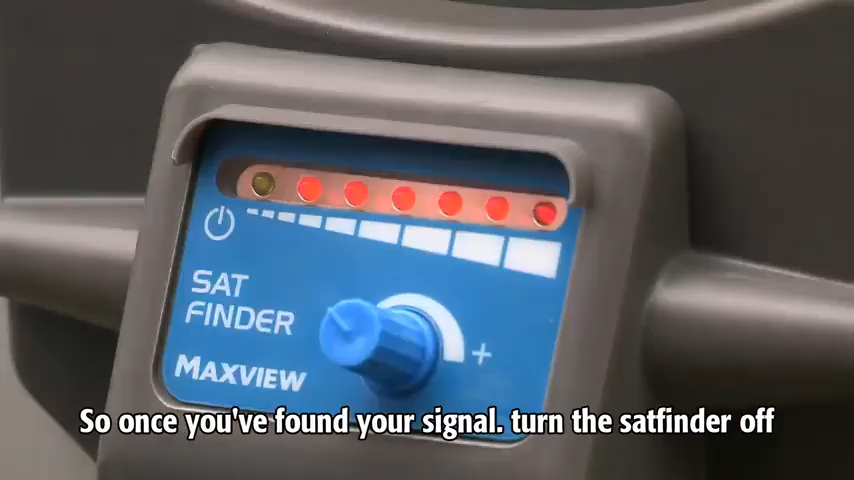 SAT
FINDER
+
MAXVIEW
So once you've found your signal. turn the satfinder off